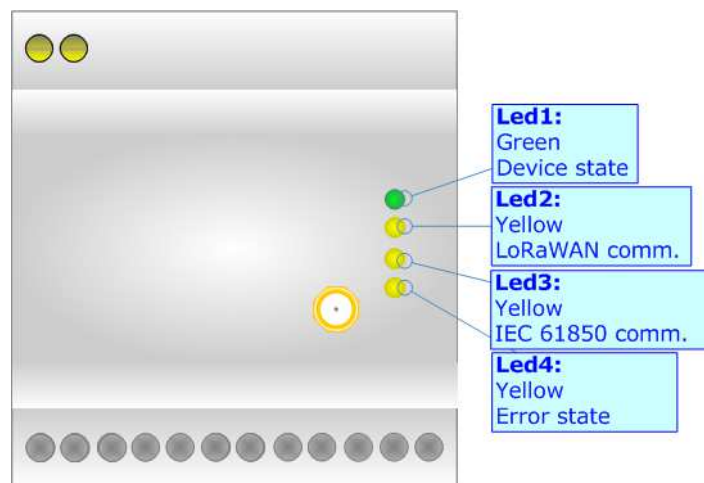 Led1:
Green
Device state
Led2:
Yellow
LoRaWAN comm.
Led3:
Yellow
IEC 61850 comm.
Led4:
Yellow
Error state